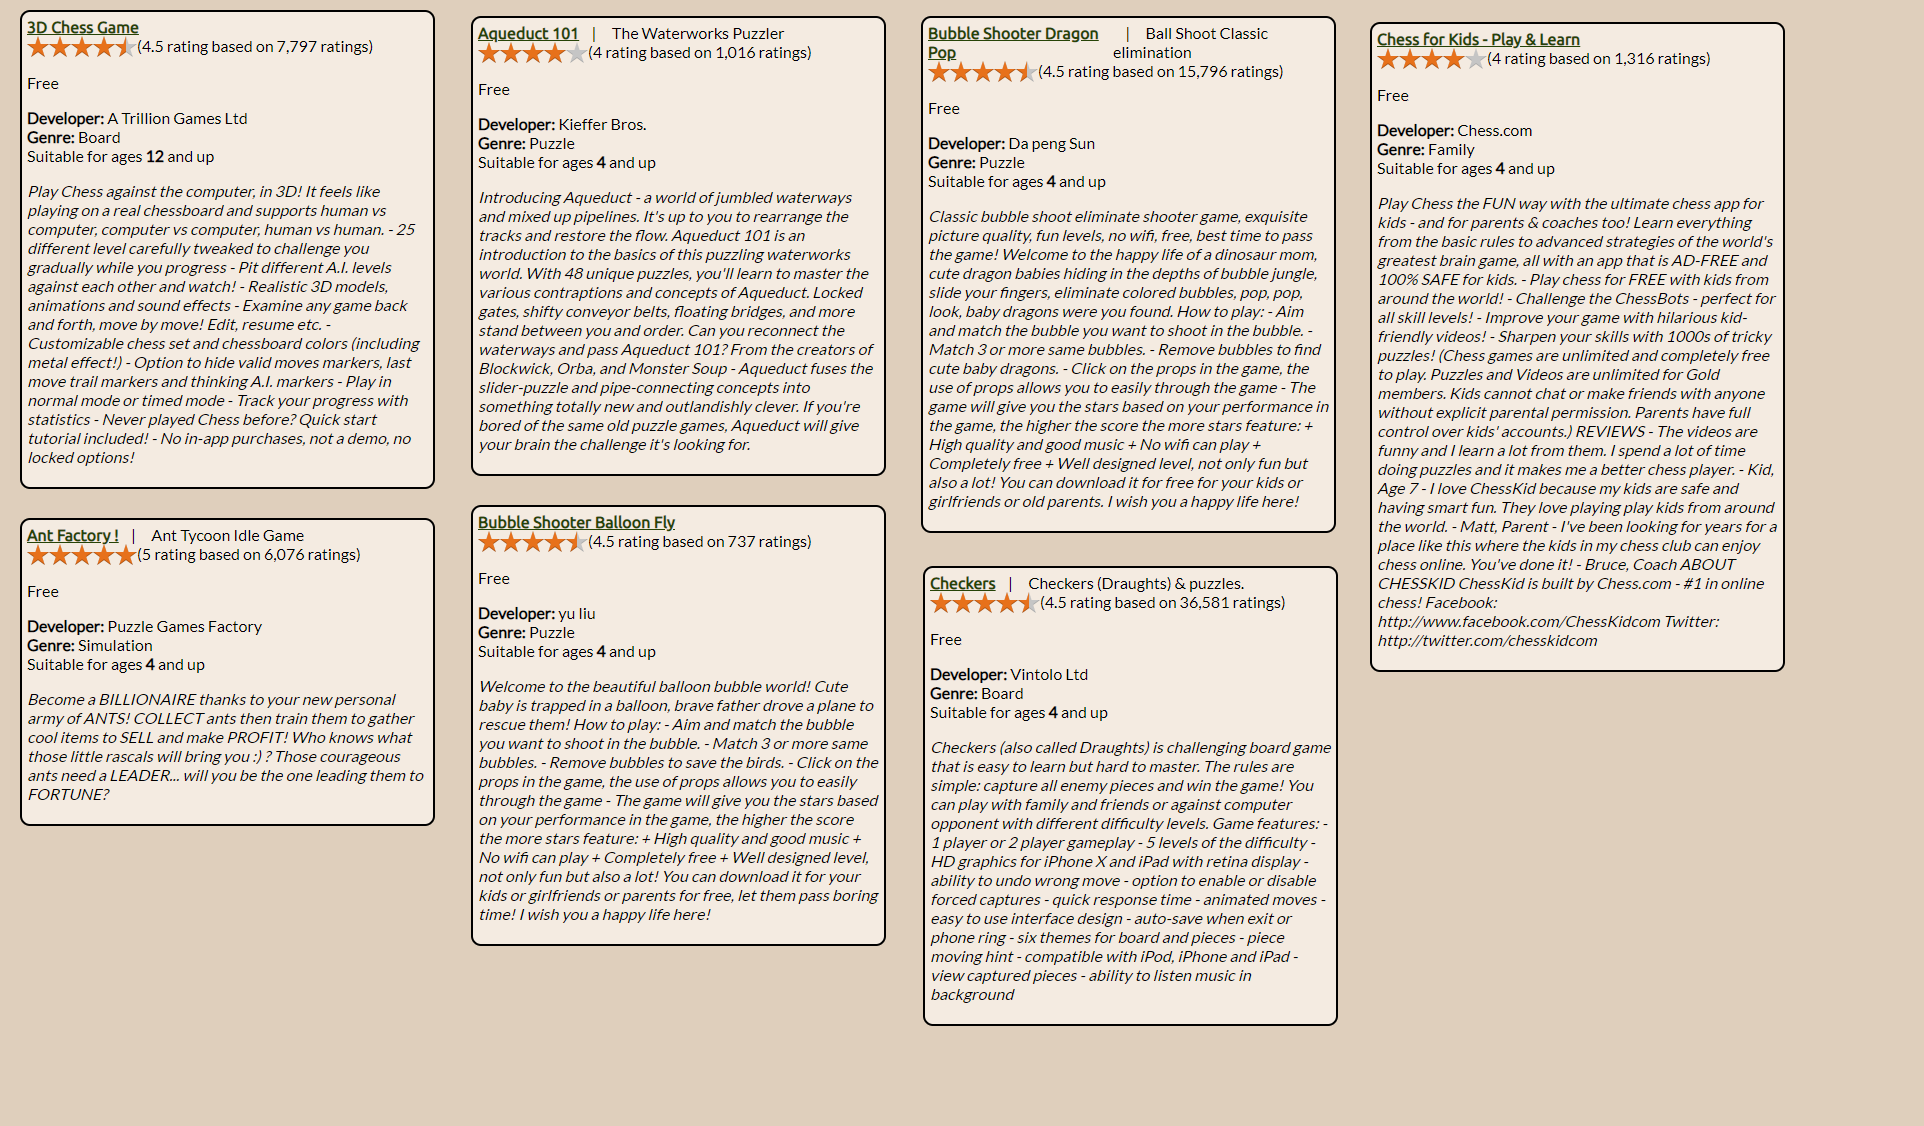 3D Chess Game
(4.5 rating based on 7,797 ratings)
Free
Developer: A Trillion Games Ltd
Genre: Board
Suitable for ages 12 and up
Play Chess against the computer, in 3D! It feels like
playing on a real chessboard and supports human vs
computer, computer vs computer, human vs human. - 25
different level carefully tweaked to challenge you
gradually while you progress - Pit different A.I. levels
against each other and watch! - Realistic 3D models,
animations and sound effects - Examine any game back
and forth, move by move! Edit, resume etc. -
Customizable chess set and chessboard colors (including
metal effect!) - Option to hide valid moves markers, last
move trail markers and thinking A.I. markers - Play in
normal mode or timed mode - Track your progress with
statistics - Never played Chess before? Quick start
tutorial included! - No in-app purchases, not a demo, no
locked options!
Ant Factory ! | Ant Tycoon Idle Game
(5 rating based on 6,076 ratings)
Free
Developer: Puzzle Games Factory
Genre: Simulation
Suitable for ages 4 and up
Become a BILLIONAIRE thanks to your new personal
army of ANTS! COLLECT ants then train them to gather
cool items to SELL and make PROFIT! Who knows what
those little rascals will bring you :) ? Those courageous
ants need a LEADER... will you be the one leading them to
FORTUNE?
Aqueduct 101 | The Waterworks Puzzler
(4 rating based on 1,016 ratings)
Free
Developer: Kieffer Bros.
Genre: Puzzle
Suitable for ages 4 and up
Introducing Aqueduct - a world of jumbled waterways
and mixed up pipelines. It's up to you to rearrange the
tracks and restore the flow. Aqueduct 101 is an
introduction to the basics of this puzzling waterworks
world. With 48 unique puzzles, you'll learn to master the
various contraptions and concepts of Aqueduct. Locked
gates, shifty conveyor belts, floating bridges, and more
stand between you and order. Can you reconnect the
waterways and pass Aqueduct 101? From the creators of
Blockwick, Orba, and Monster Soup - Aqueduct fuses the
slider-puzzle and pipe-connecting concepts into
something totally new and outlandishly clever. If you're
bored of the same old puzzle games, Aqueduct will give
your brain the challenge it's looking for.
Bubble Shooter Balloon Fly
(4.5 rating based on 737 ratings)
Free
Developer: yu liu
Genre: Puzzle
Suitable for ages 4 and up
Welcome to the beautiful balloon bubble world! Cute
baby is trapped in a balloon, brave father drove a plane to
rescue them! How to play: - Aim and match the bubble
you want to shoot in the bubble. - Match 3 or more same
bubbles. - Remove bubbles to save the birds. - Click on the
props in the game, the use of props allows you to easily
through the game - The game will give you the stars based
on your performance in the game, the higher the score
the more stars feature: + High quality and good music +
No wifi can play + Completely free + Well designed level,
not only fun but also a lot! You can download it for your
kids or girlfriends or parents for free, let them pass boring
time! I wish you a happy life here!
Bubble Shooter Dragon | Ball Shoot Classic
Pop elimination
(4.5 rating based on 15,796 ratings)
Free
Developer: Da peng Sun
Genre: Puzzle
Suitable for ages 4 and up
Classic bubble shoot eliminate shooter game, exquisite
picture quality, fun levels, no wifi, free, best time to pass
the game! Welcome to the happy life of a dinosaur mom,
cute dragon babies hiding in the depths of bubble jungle,
slide your fingers, eliminate colored bubbles, pop, pop,
look, baby dragons were you found. How to play: - Aim
and match the bubble you want to shoot in the bubble. -
Match 3 or more same bubbles. - Remove bubbles to find
cute baby dragons. - Click on the props in the game, the
use of props allows you to easily through the game - The
game will give you the stars based on your performance in
the game, the higher the score the more stars feature: +
High quality and good music + No wifi can play +
Completely free + Well designed level, not only fun but
also a lot! You can download it for free for your kids or
girlfriends or old parents. I wish you a happy life here!
Checkers | Checkers (Draughts) & puzzles.
(4.5 rating based on 36,581 ratings)
Free
Developer: Vintolo Ltd
Genre: Board
Suitable for ages 4 and up
Checkers (also called Draughts) is challenging board game
that is easy to learn but hard to master. The rules are
simple: capture all enemy pieces and win the game! You
can play with family and friends or against computer
opponent with different difficulty levels. Game features: -
1 player or 2 player gameplay - 5 levels of the difficulty -
HD graphics for iPhone X and iPad with retina display -
ability to undo wrong move - option to enable or disable
forced captures - quick response time - animated moves -
easy to use interface design - auto-save when exit or
phone ring - six themes for board and pieces - piece
moving hint - compatible with iPod, iPhone and iPad -
view captured pieces - ability to listen music in
background
Chess for Kids - Play & Learn
(4 rating based on 1,316 ratings)
Free
Developer: Chess.com
Genre: Family
Suitable for ages 4 and up
Play Chess the FUN way with the ultimate chess app for
kids - and for parents & coaches too! Learn everything
from the basic rules to advanced strategies of the world's
greatest brain game, all with an app that is AD-FREE and
100% SAFE for kids. - Play chess for FREE with kids from
around the world! - Challenge the ChessBots - perfect for
all skill levels! - Improve your game with hilarious kid-
friendly videos! - Sharpen your skills with 1000s of tricky
puzzles! (Chess games are unlimited and completely free
to play. Puzzles and Videos are unlimited for Gold
members. Kids cannot chat or make friends with anyone
without explicit parental permission. Parents have full
control over kids' accounts.) REVIEWS - The videos are
funny and I learn a lot from them. I spend a lot of time
doing puzzles and it makes me a better chess player. - Kid,
Age 7 - I love ChessKid because my kids are safe and
having smart fun. They love playing play kids from around
the world. - Matt, Parent - I've been looking for years for a
place like this where the kids in my chess club can enjoy
chess online. You've done it! - Bruce, Coach ABOUT
CHESSKID ChessKid is built by Chess.com - #1 in online
chess! Facebook:
http://www.facebook.com/ChessKidcom Twitter:
http://twitter.com/chesskidcom